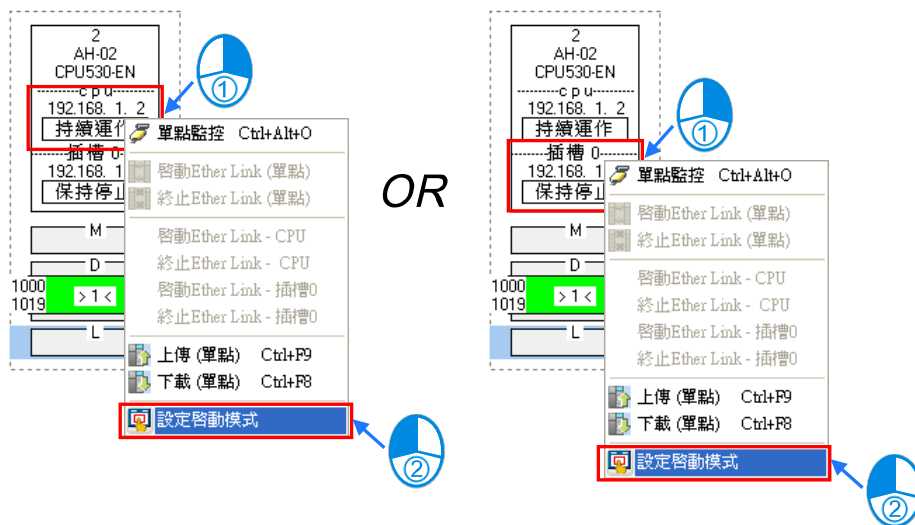 2
AH-02
CPU530-EN
--------c p u--------
192.168. 1. 2
持續運作
------插槽 0------
192.168. 1
保持停止
M
D
1000
1019
> 1 <
L
①
單點監控 Ctrl+Alt+O
啓動Ether Link (單點)
終止Ether Link (單點)
啓動Ether Link - CPU
終止Ether Link - CPU
啓動Ether Link - 插槽0
終止Ether Link - 插槽0
上傳 (單點) Ctrl+F9
下載 (單點) Ctrl+F8
設定啓動模式
②
OR
2
AH-02
CPU530-EN
--------c p u--------
192.168. 1. 2
持續運作
------插槽 0------
192.168. 1
保持停止
M
D
1000
1019
> 1 <
L
①
單點監控 Ctrl+Alt+O
啓動Ether Link (單點)
終止Ether Link (單點)
啓動Ether Link - CPU
終止Ether Link - CPU
啓動Ether Link - 插槽0
終止Ether Link - 插槽0
上傳 (單點) Ctrl+F9
下載 (單點) Ctrl+F8
設定啓動模式
②